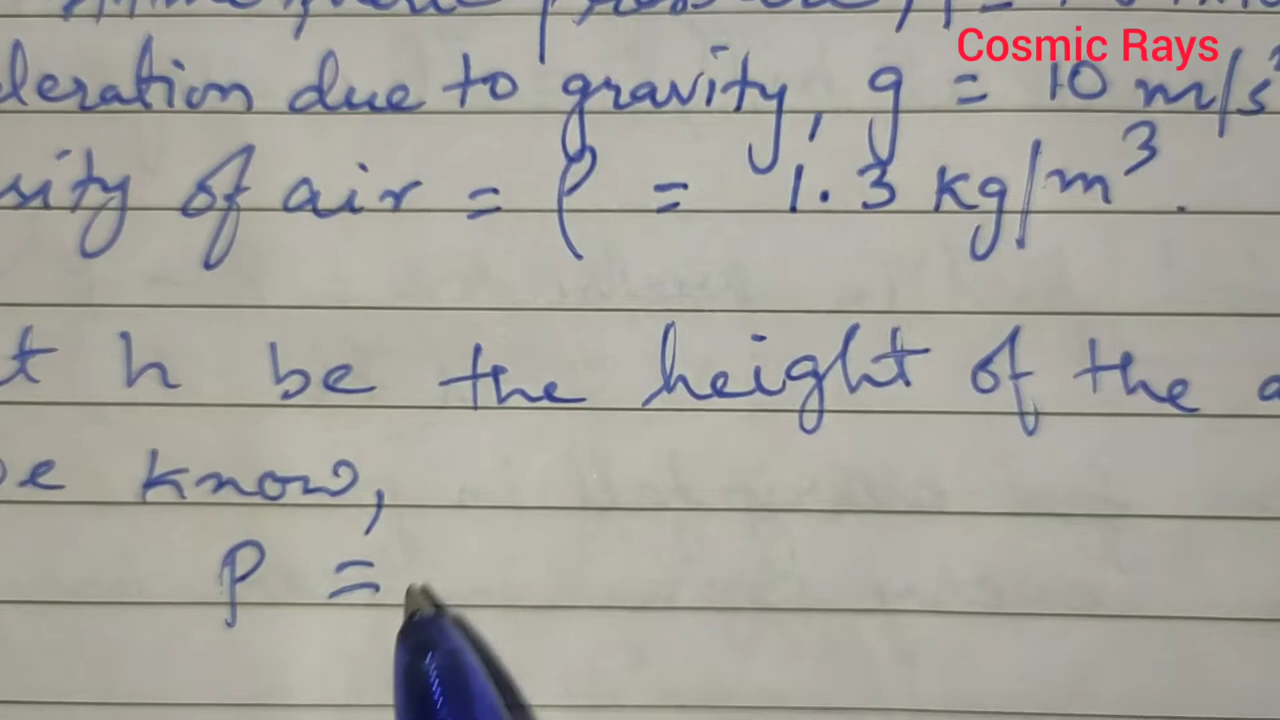 Cosmic Rays
leration due to gravity, g = 10 m/s²
sity of air = ρ = 1.3 kg/m³.
t h be the height of the a
e know,
P =